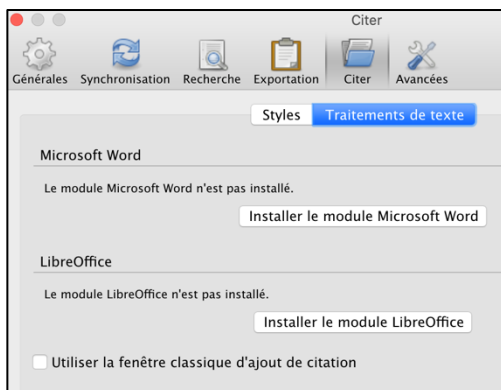 Citer
Générales Synchronisation Recherche Exportation Citer Avancées
Styles Traitements de texte
Microsoft Word
Le module Microsoft Word n'est pas installé.
Installer le module Microsoft Word
LibreOffice
Le module LibreOffice n'est pas installé.
Installer le module LibreOffice
Utiliser la fenêtre classique d'ajout de citation